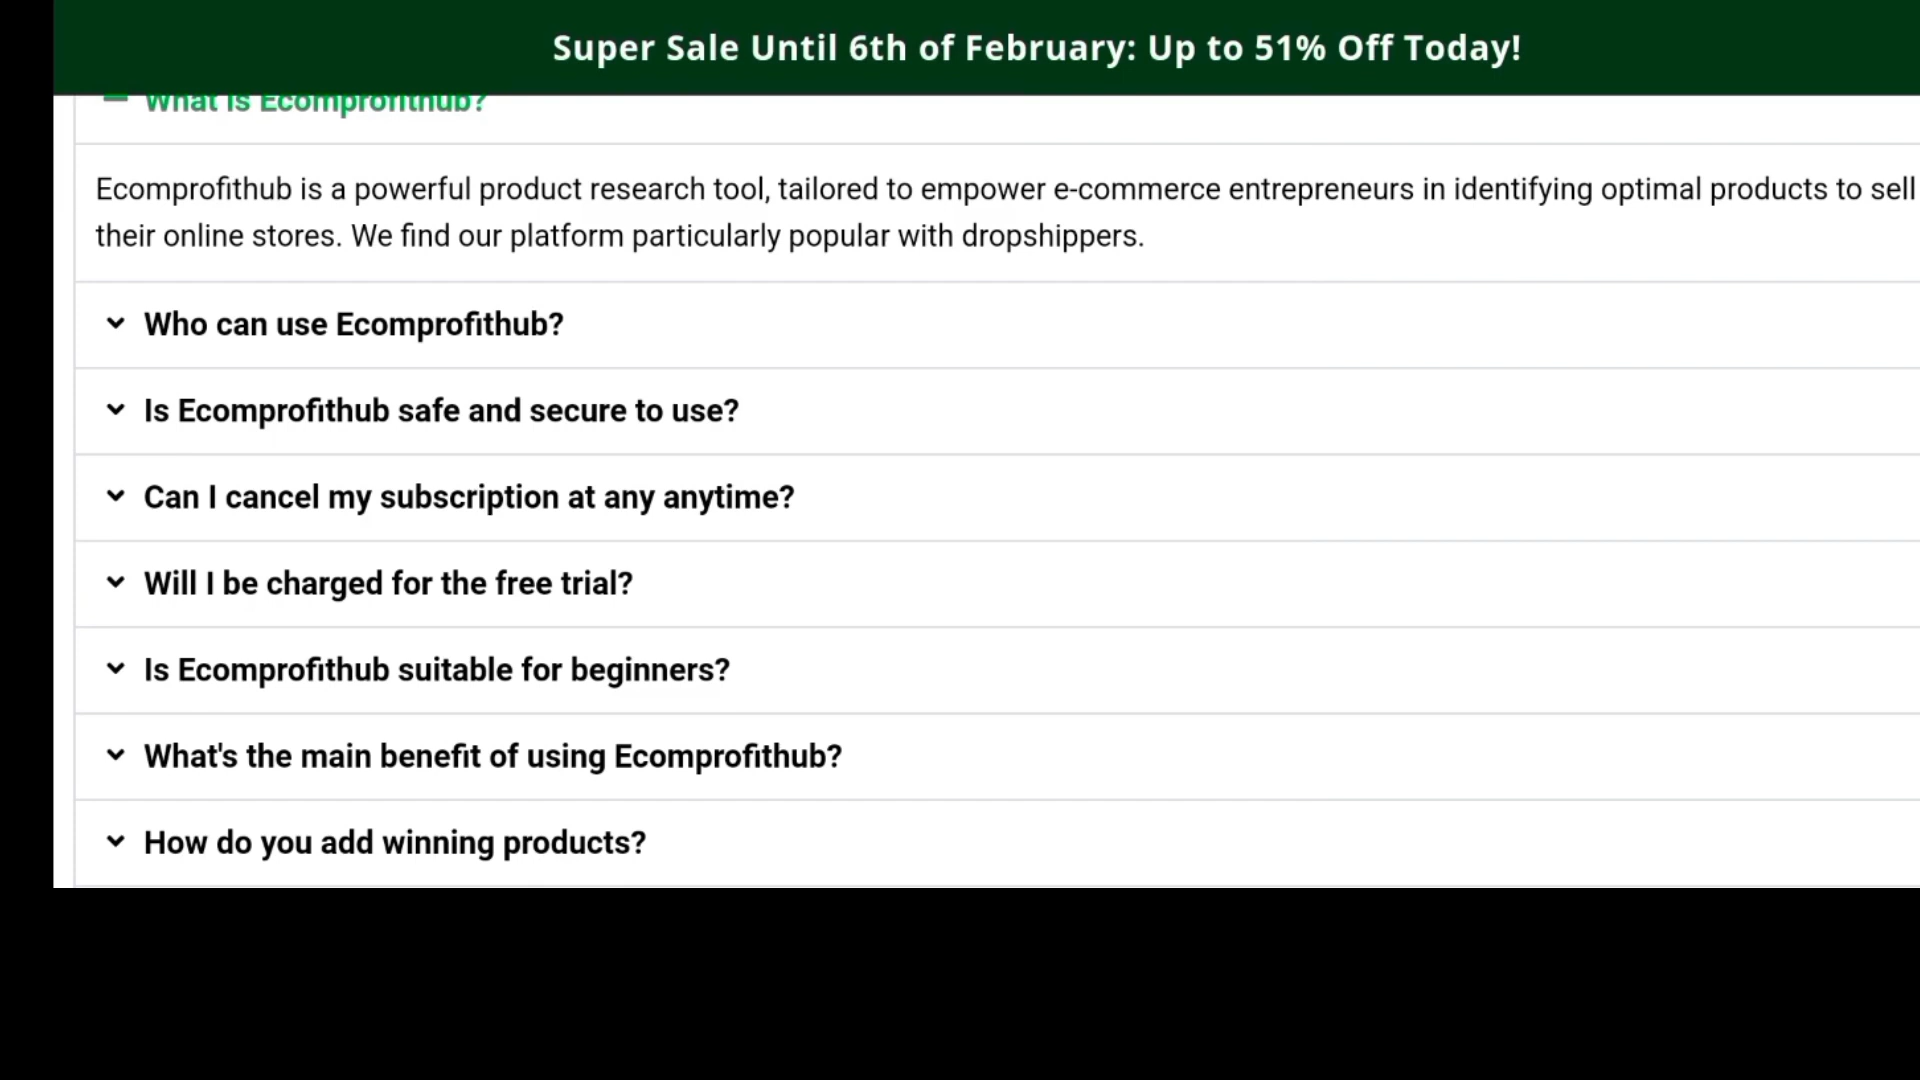 Super Sale Until 6th of February: Up to 51% Off Today!
What is Ecomprofithub?
Ecomprofithub is a powerful product research tool, tailored to empower e-commerce entrepreneurs in identifying optimal products to sell
their online stores. We find our platform particularly popular with dropshippers.
Who can use Ecomprofithub?
Is Ecomprofithub safe and secure to use?
Can I cancel my subscription at any anytime?
Will I be charged for the free trial?
Is Ecomprofithub suitable for beginners?
What's the main benefit of using Ecomprofithub?
How do you add winning products?